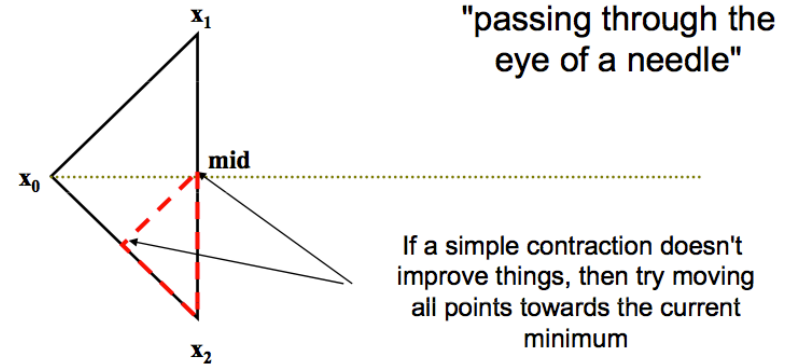 x₁
"passing through the
eye of a needle"
mid
x₀
If a simple contraction doesn't
improve things, then try moving
all points towards the current
minimum
x₂